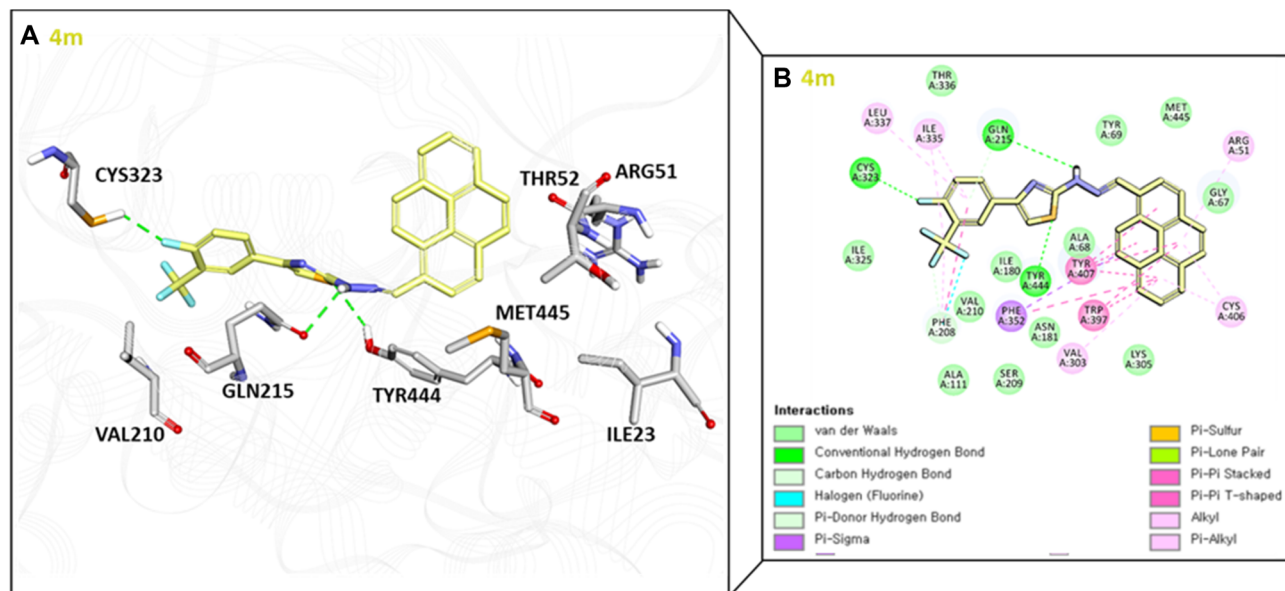 A 4m
CYS323
THR52
ARG51
MET445
GLN215
TYR444
VAL210
ILE23
B 4m
THR
A:336
LEU
A:337
ILE
A:335
GLN
A:215
TYR
A:69
MET
A:445
ARG
A:51
CYS
A:323
GLY
A:67
ILE
A:325
ALA
A:68
ILE
A:180
TYR
A:407
TYR
A:444
VAL
A:210
PHE
A:208
PHE
A:352
ASN
A:181
TRP
A:397
CYS
A:406
VAL
A:303
LYS
A:305
ALA
A:111
SER
A:209
Interactions
van der Waals
Conventional Hydrogen Bond
Carbon Hydrogen Bond
Halogen (Fluorine)
Pi-Donor Hydrogen Bond
Pi-Sigma
Pi-Sulfur
Pi-Lone Pair
Pi-Pi Stacked
Pi-Pi T-shaped
Alkyl
Pi-Alkyl